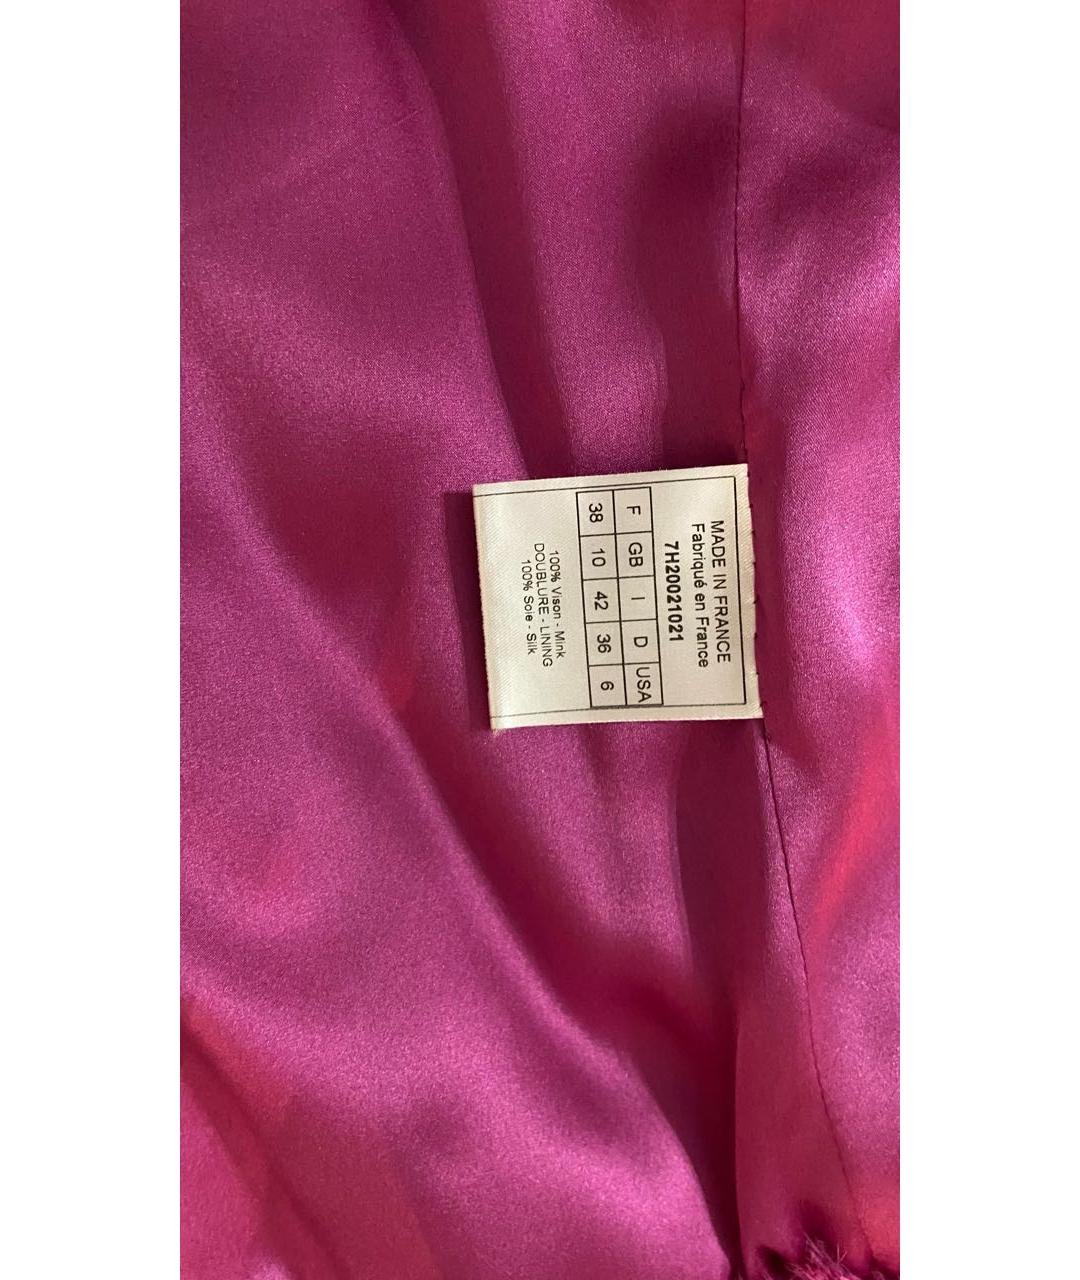 MADE IN FRANCE
Fabriqué en France
7H20021021
F GB I D USA
38 10 42 36 6
100% Vison - Mink
DOUBLURE - LINING
100% Soie - Silk